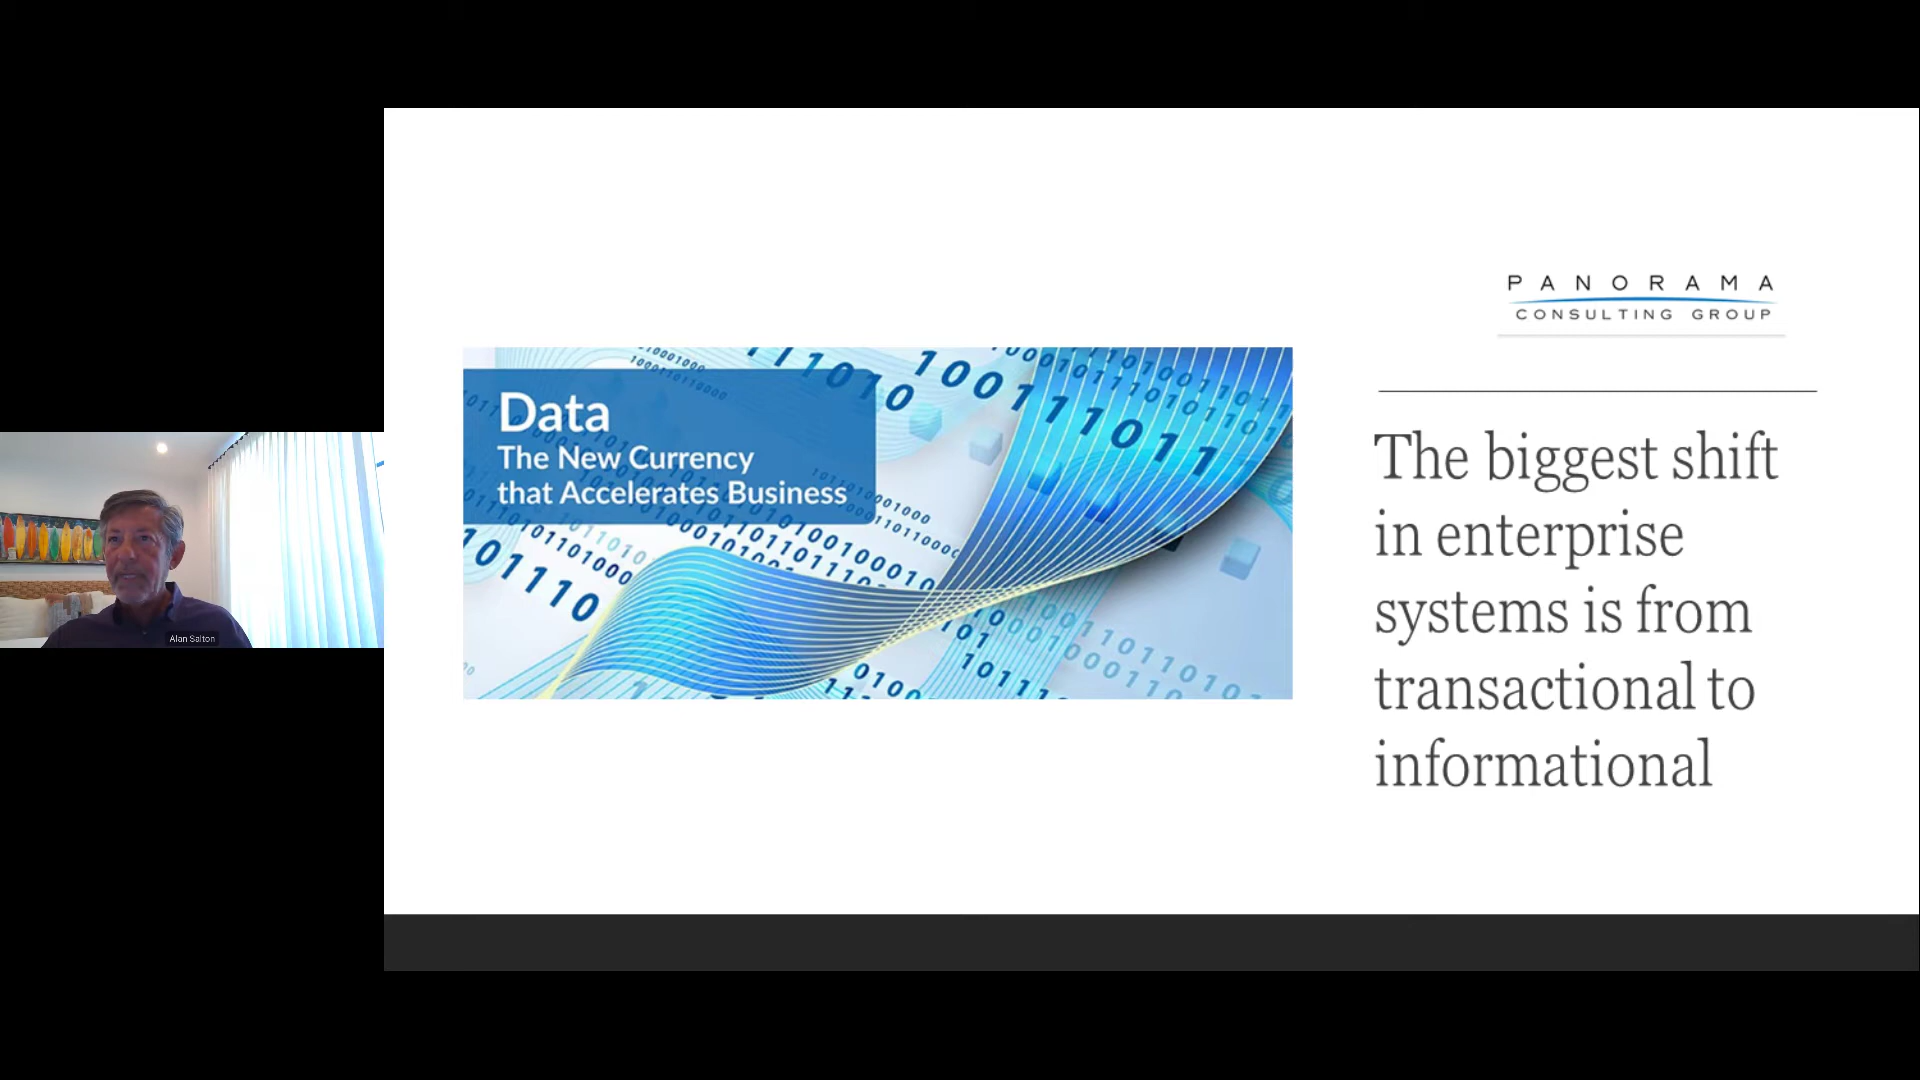 PANORAMA
CONSULTING GROUP
Data
The New Currency
that Accelerates Business
The biggest shift
in enterprise
systems is from
transactional to
informational
Alan Salton